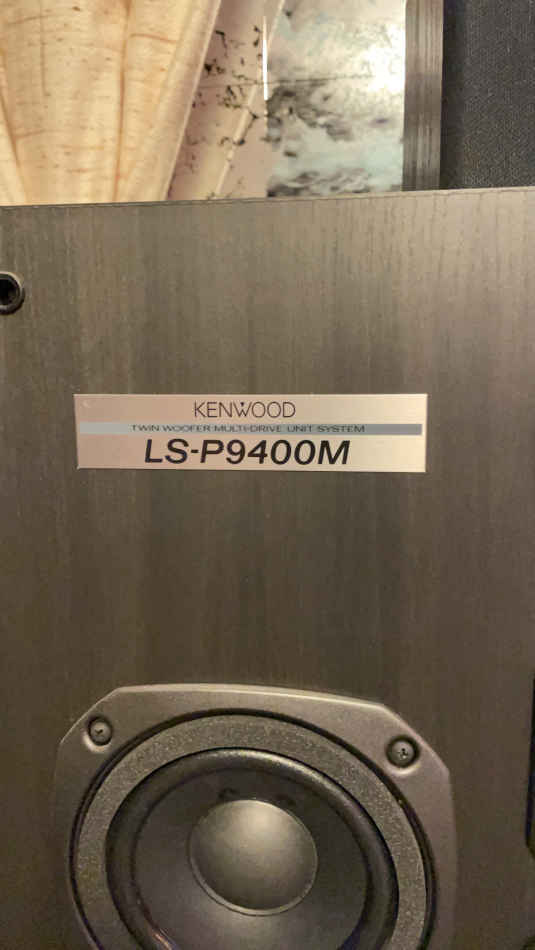 KENWOOD
TWIN WOOFER MULTI-DRIVE UNIT SYSTEM
LS-P9400M